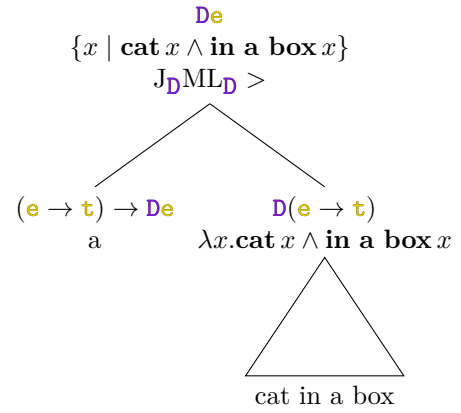 De
{x | cat x ∧ in a box x}
J_D ML_D >
(e → t) → De
a
D(e → t)
λx.cat x ∧ in a box x
cat in a box